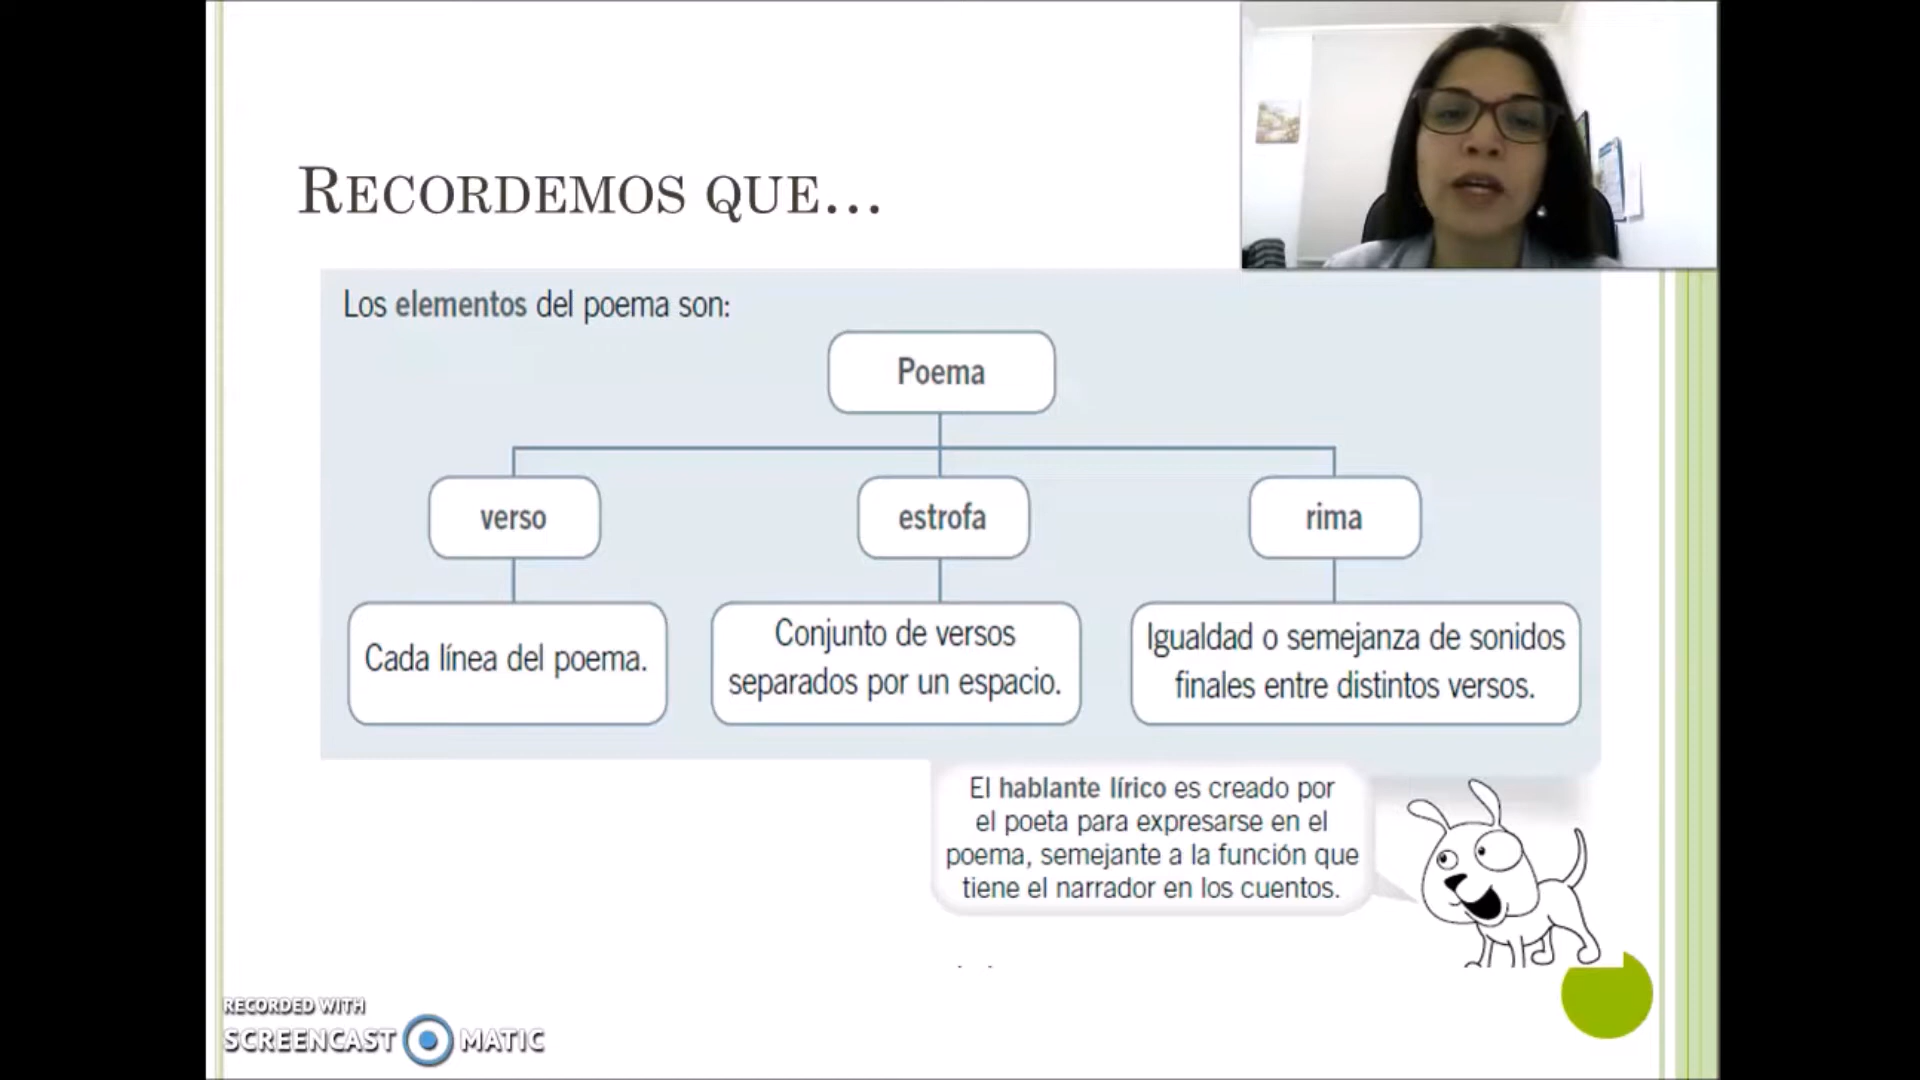 RECORDEMOS QUE...
Los elementos del poema son:
Poema
verso
estrofa
rima
Cada línea del poema.
Conjunto de versos
separados por un espacio.
Igualdad o semejanza de sonidos
finales entre distintos versos.
El hablante lírico es creado por
el poeta para expresarse en el
poema, semejante a la función que
tiene el narrador en los cuentos.
RECORDED WITH
SCREENCAST MATIC